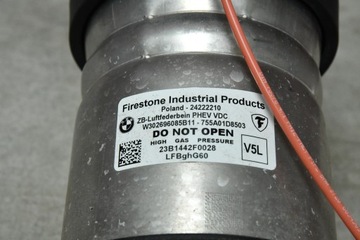 Firestone Industrial Products
Poland - 24222210
ZB-Luftfederbein PHEV VDC
W302696085B11 - 755A01D8503
DO NOT OPEN
HIGH GAS PRESSURE
23B1442F0028
LFBghG60
V5L